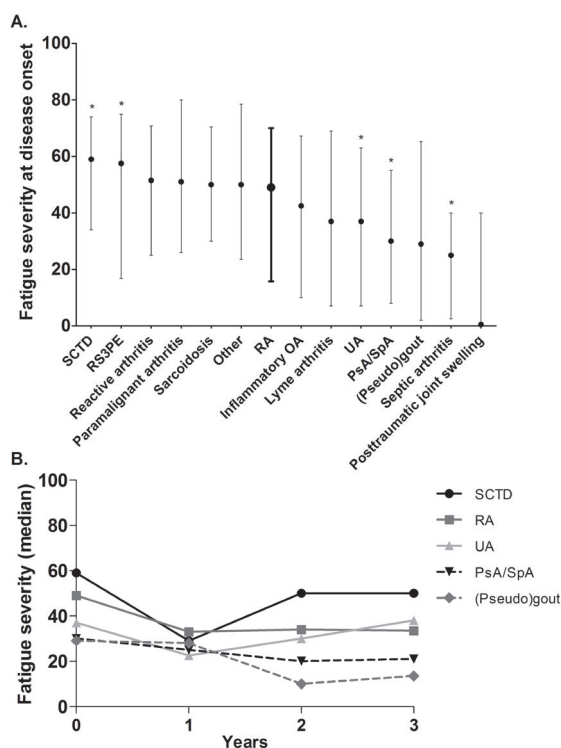 A.
Fatigue severity at disease onset
100
80
60
40
20
0
* * * * *
SCTD
RS3PE
Reactive arthritis
Paramalignant arthritis
Sarcoidosis
Other
RA
Inflammatory OA
Lyme arthritis
UA
PsA/SpA
(Pseudo)gout
Septic arthritis
Posttraumatic joint swelling
B.
Fatigue severity (median)
100
80
60
40
20
0
0 1 2 3
Years
SCTD
RA
UA
PsA/SpA
(Pseudo)gout